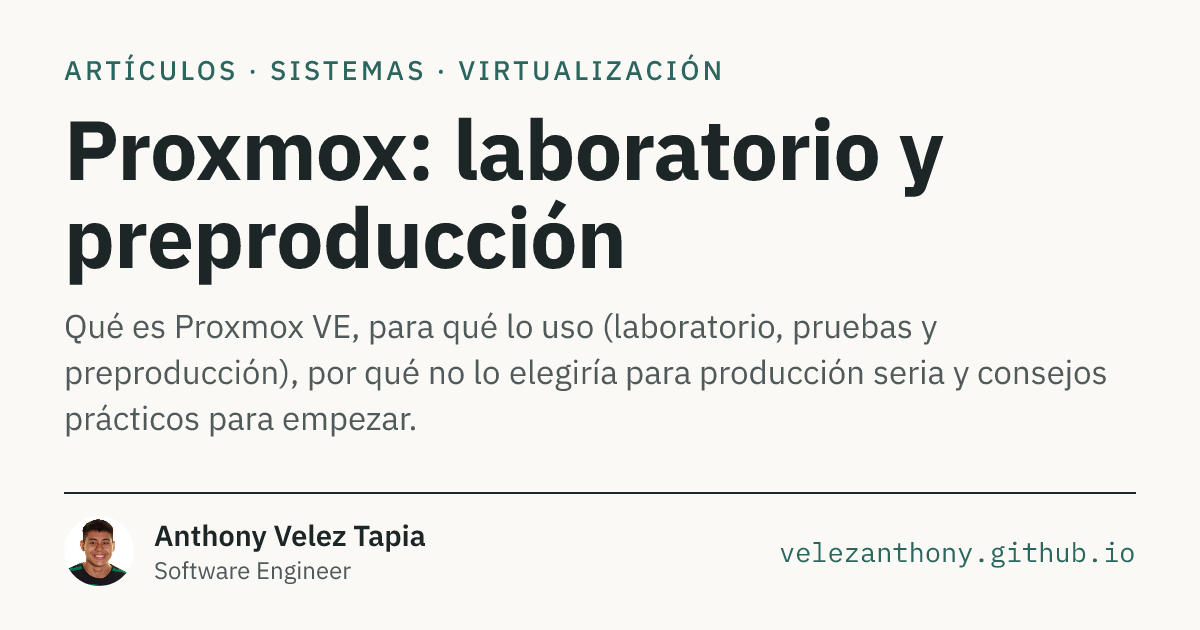 ARTÍCULOS · SISTEMAS · VIRTUALIZACIÓN
Proxmox: laboratorio y
preproducción
Qué es Proxmox VE, para qué lo uso (laboratorio, pruebas y
preproducción), por qué no lo elegiría para producción seria y consejos
prácticos para empezar.
Anthony Velez Tapia
Software Engineer
velezanthony.github.io